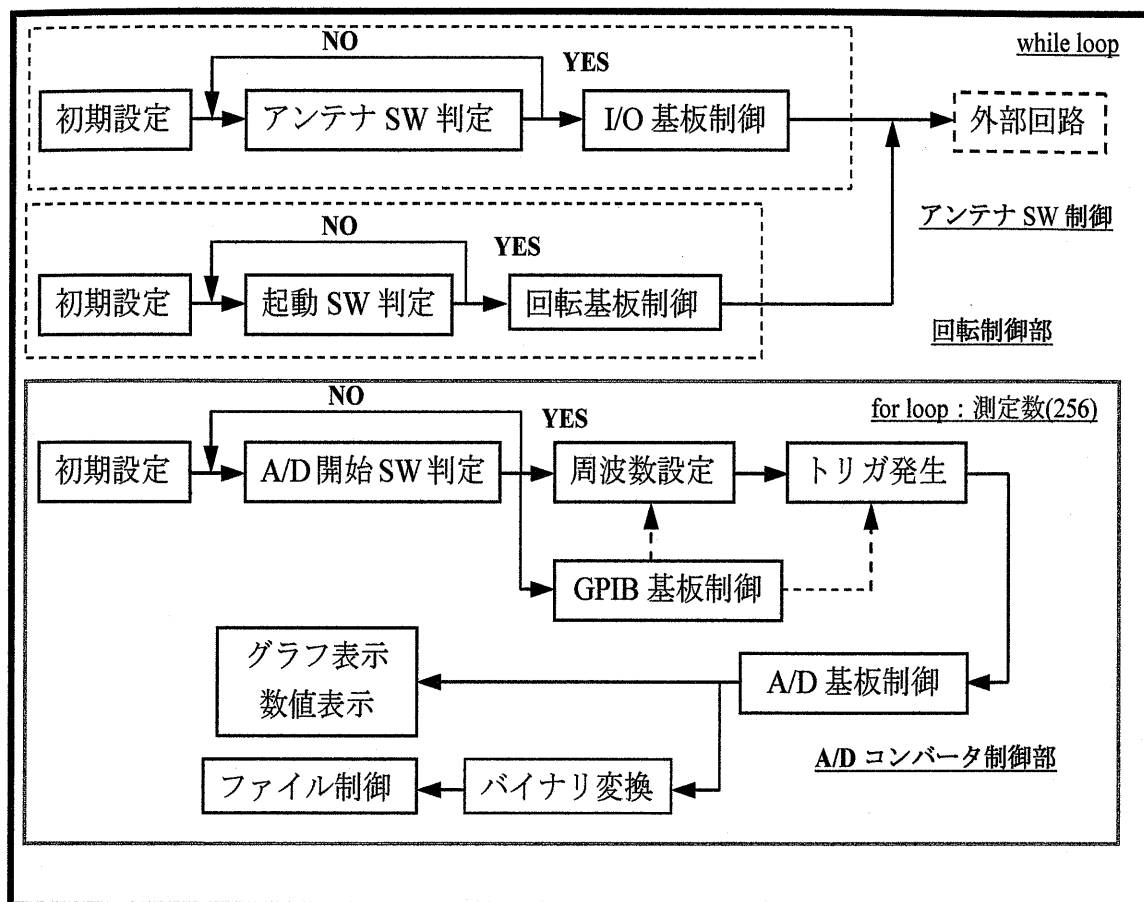 while loop
NO
YES
初期設定
アンテナ SW 判定
I/O 基板制御
外部回路
アンテナ SW 制御
NO
YES
初期設定
起動 SW 判定
回転基板制御
回転制御部
for loop : 測定数(256)
NO
YES
初期設定
A/D 開始 SW 判定
周波数設定
トリガ発生
GPIB 基板制御
グラフ表示
数値表示
A/D 基板制御
A/D コンバータ制御部
ファイル制御
バイナリ変換